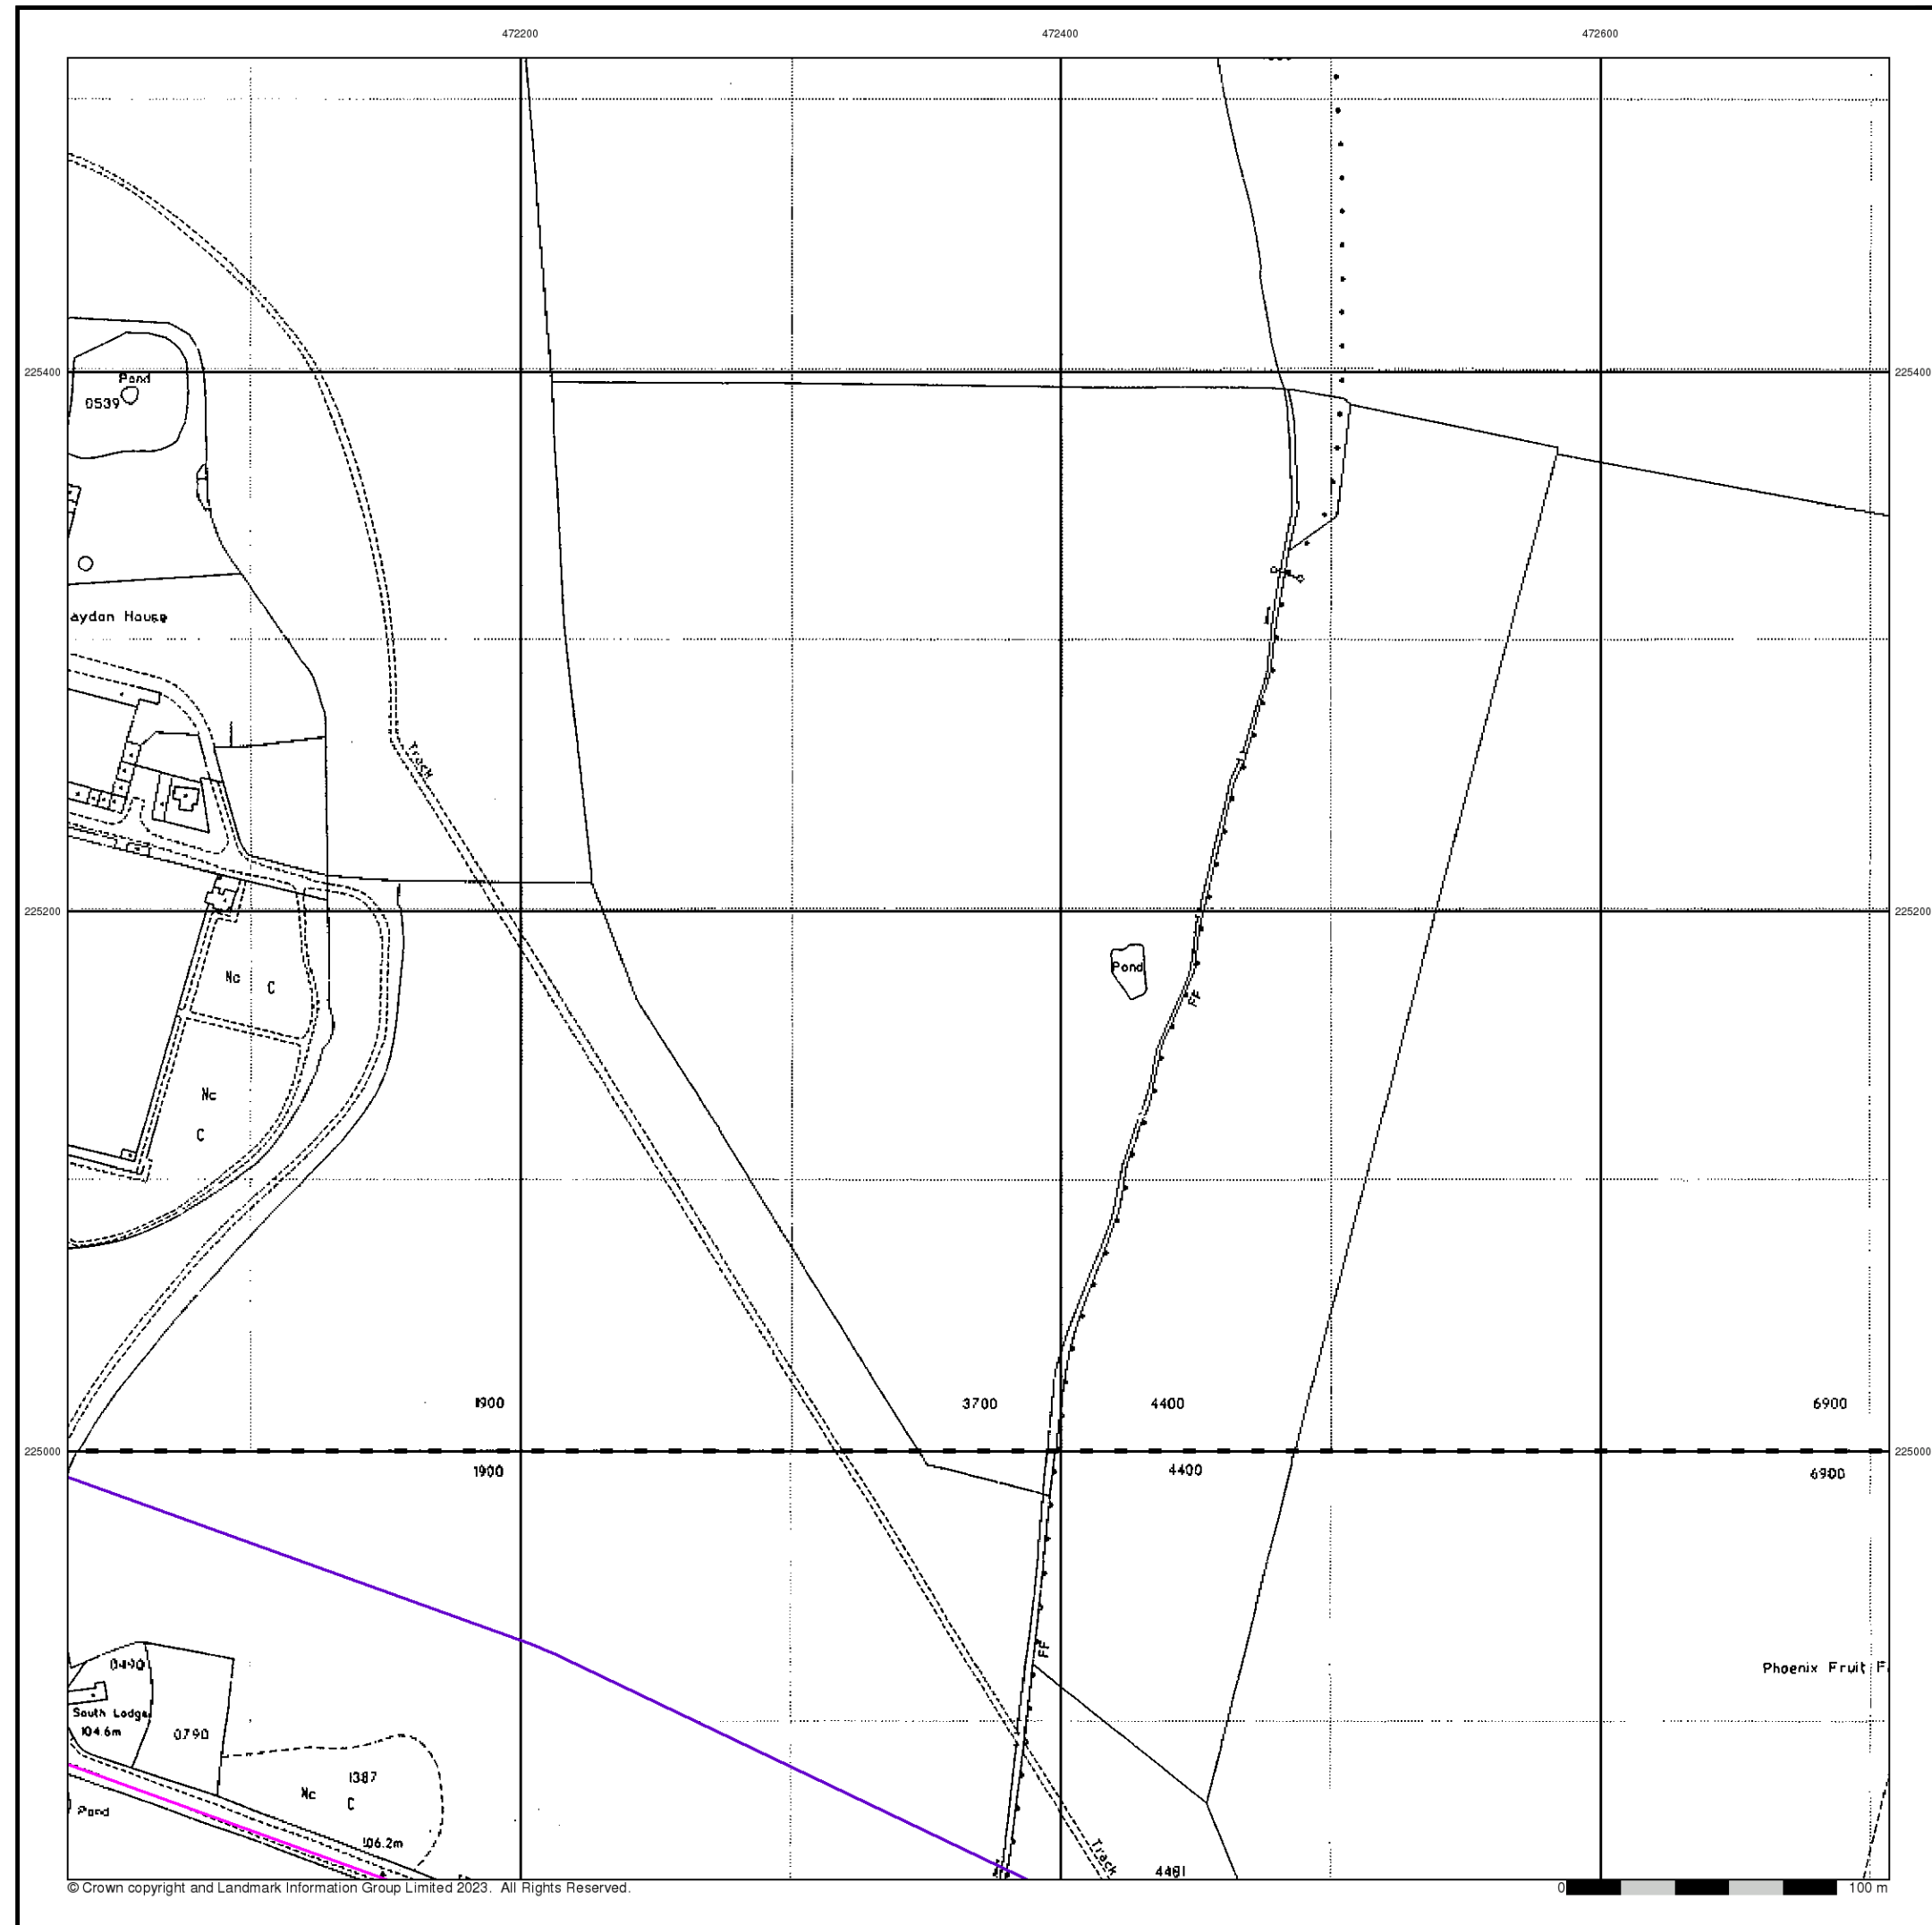 472200 472400 472600
225400 225400
Pond
0539
aydon House
Track
225200 225200
Pond
FF
Nc C
Nc
C
1900 3700 4400 6900
225000 225000
1900 4400 6900
FF
0490
Phoenix Fruit F
South Lodge
104.6m
0790
1387
Nc C
Pond
106.2m
Track
4481
© Crown copyright and Landmark Information Group Limited 2023. All Rights Reserved.
0 100 m